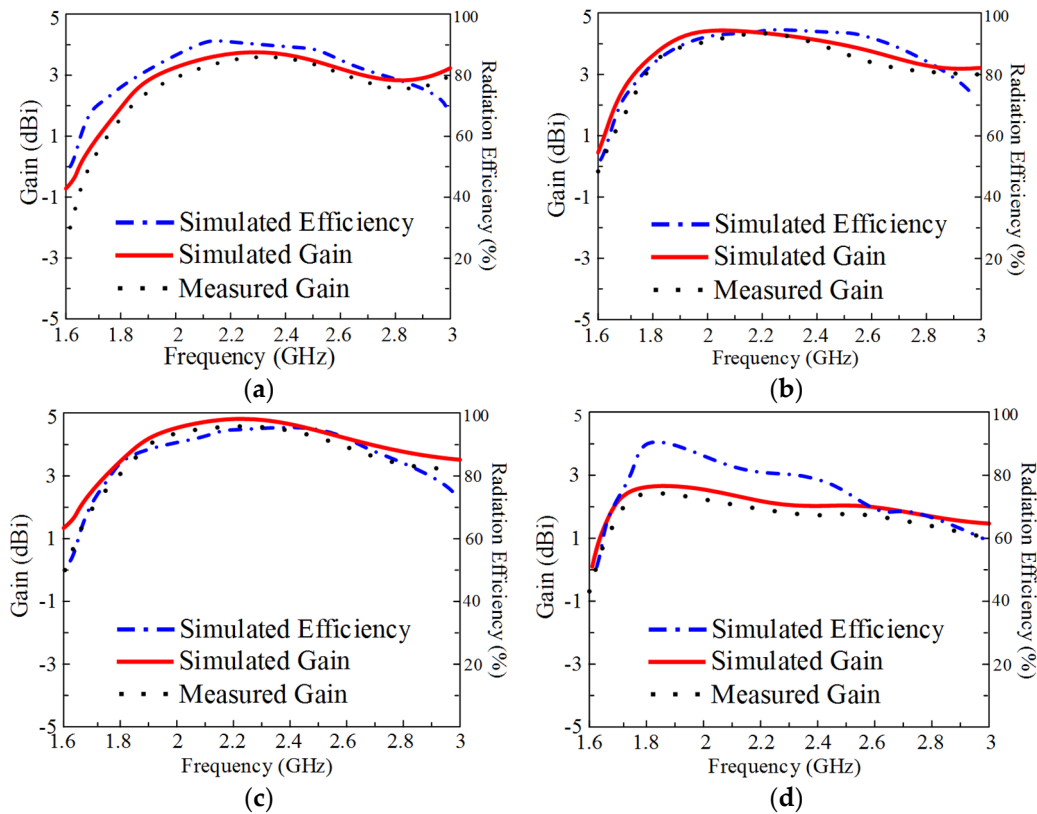 5
3
1
-1
-3
-5
Gain (dBi)
100
80
60
40
20
Radiation Efficiency (%)
Simulated Efficiency
Simulated Gain
Measured Gain
1.6 1.8 2 2.2 2.4 2.6 2.8 3
Frequency (GHz)
(a)
5
3
1
-1
-3
-5
Gain (dBi)
100
80
60
40
20
Radiation Efficiency (%)
Simulated Efficiency
Simulated Gain
Measured Gain
1.6 1.8 2 2.2 2.4 2.6 2.8 3
Frequency (GHz)
(b)
5
3
1
-1
-3
-5
Gain (dBi)
100
80
60
40
20
Radiation Efficiency (%)
Simulated Efficiency
Simulated Gain
Measured Gain
1.6 1.8 2 2.2 2.4 2.6 2.8 3
Frequency (GHz)
(c)
5
3
1
-1
-3
-5
Gain (dBi)
100
80
60
40
20
Radiation Efficiency (%)
Simulated Efficiency
Simulated Gain
Measured Gain
1.6 1.8 2 2.2 2.4 2.6 2.8 3
Frequency (GHz)
(d)